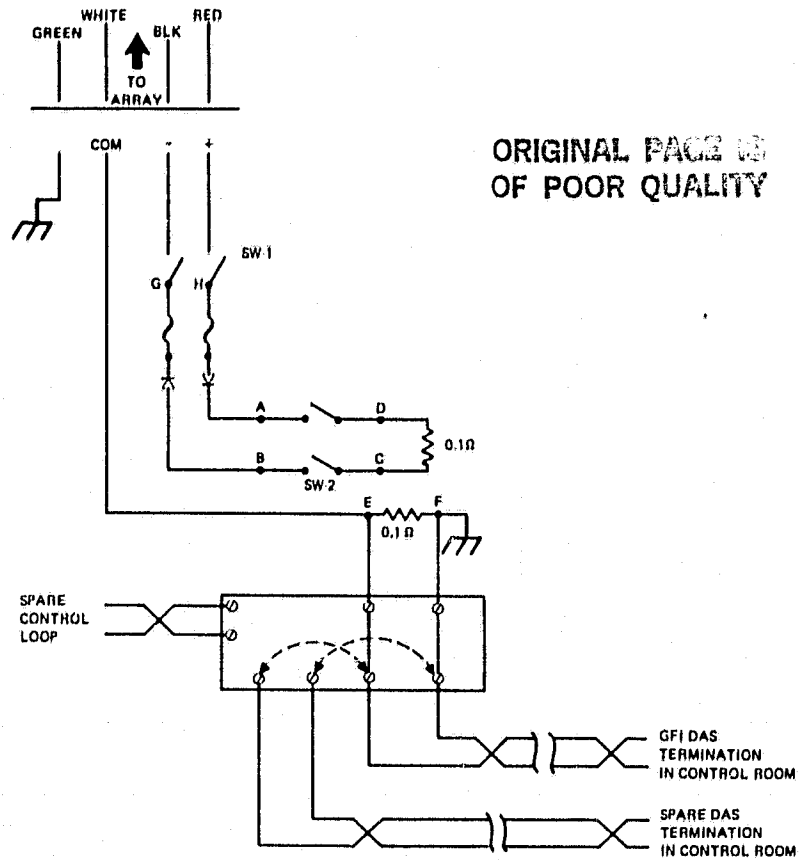 WHITE
RED
GREEN
BLK
TO
ARRAY
COM
-
+
ORIGINAL PAGE IS
OF POOR QUALITY
SW-1
G
H
A
D
0.1Ω
B
C
SW-2
E
F
0.1Ω
SPARE
CONTROL
LOOP
GFI DAS
TERMINATION
IN CONTROL ROOM
SPARE DAS
TERMINATION
IN CONTROL ROOM